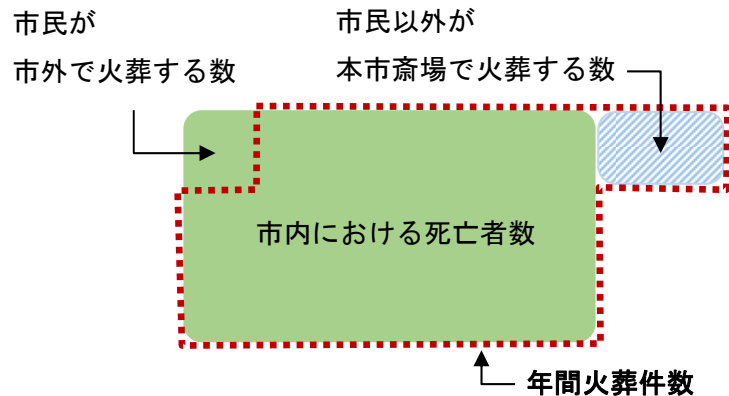 市民が
市外で火葬する数
市民以外が
本市斎場で火葬する数
市内における死亡者数
年間火葬件数